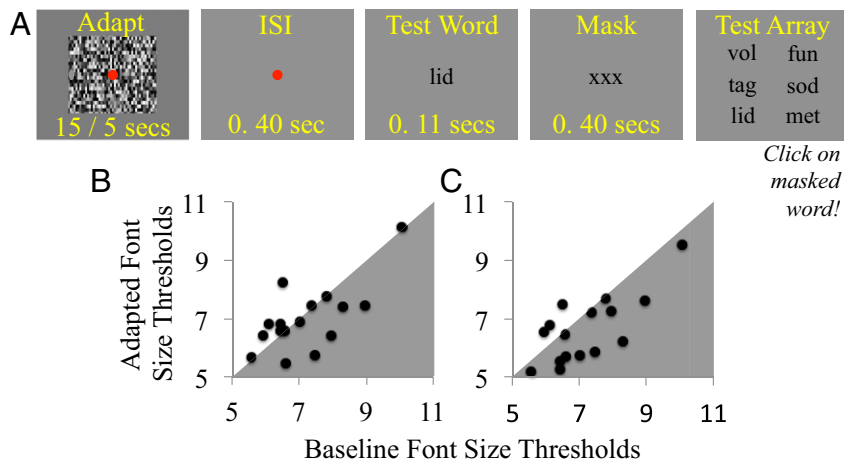 A
Adapt
15 / 5 secs
ISI
0. 40 sec
Test Word
lid
0. 11 secs
Mask
xxx
0. 40 secs
Test Array
vol fun
tag sod
lid met
Click on
masked
word!
B
Adapted Font
Size Thresholds
11
9
7
5
5 7 9 11
C
11
9
7
5
5 7 9 11
Baseline Font Size Thresholds